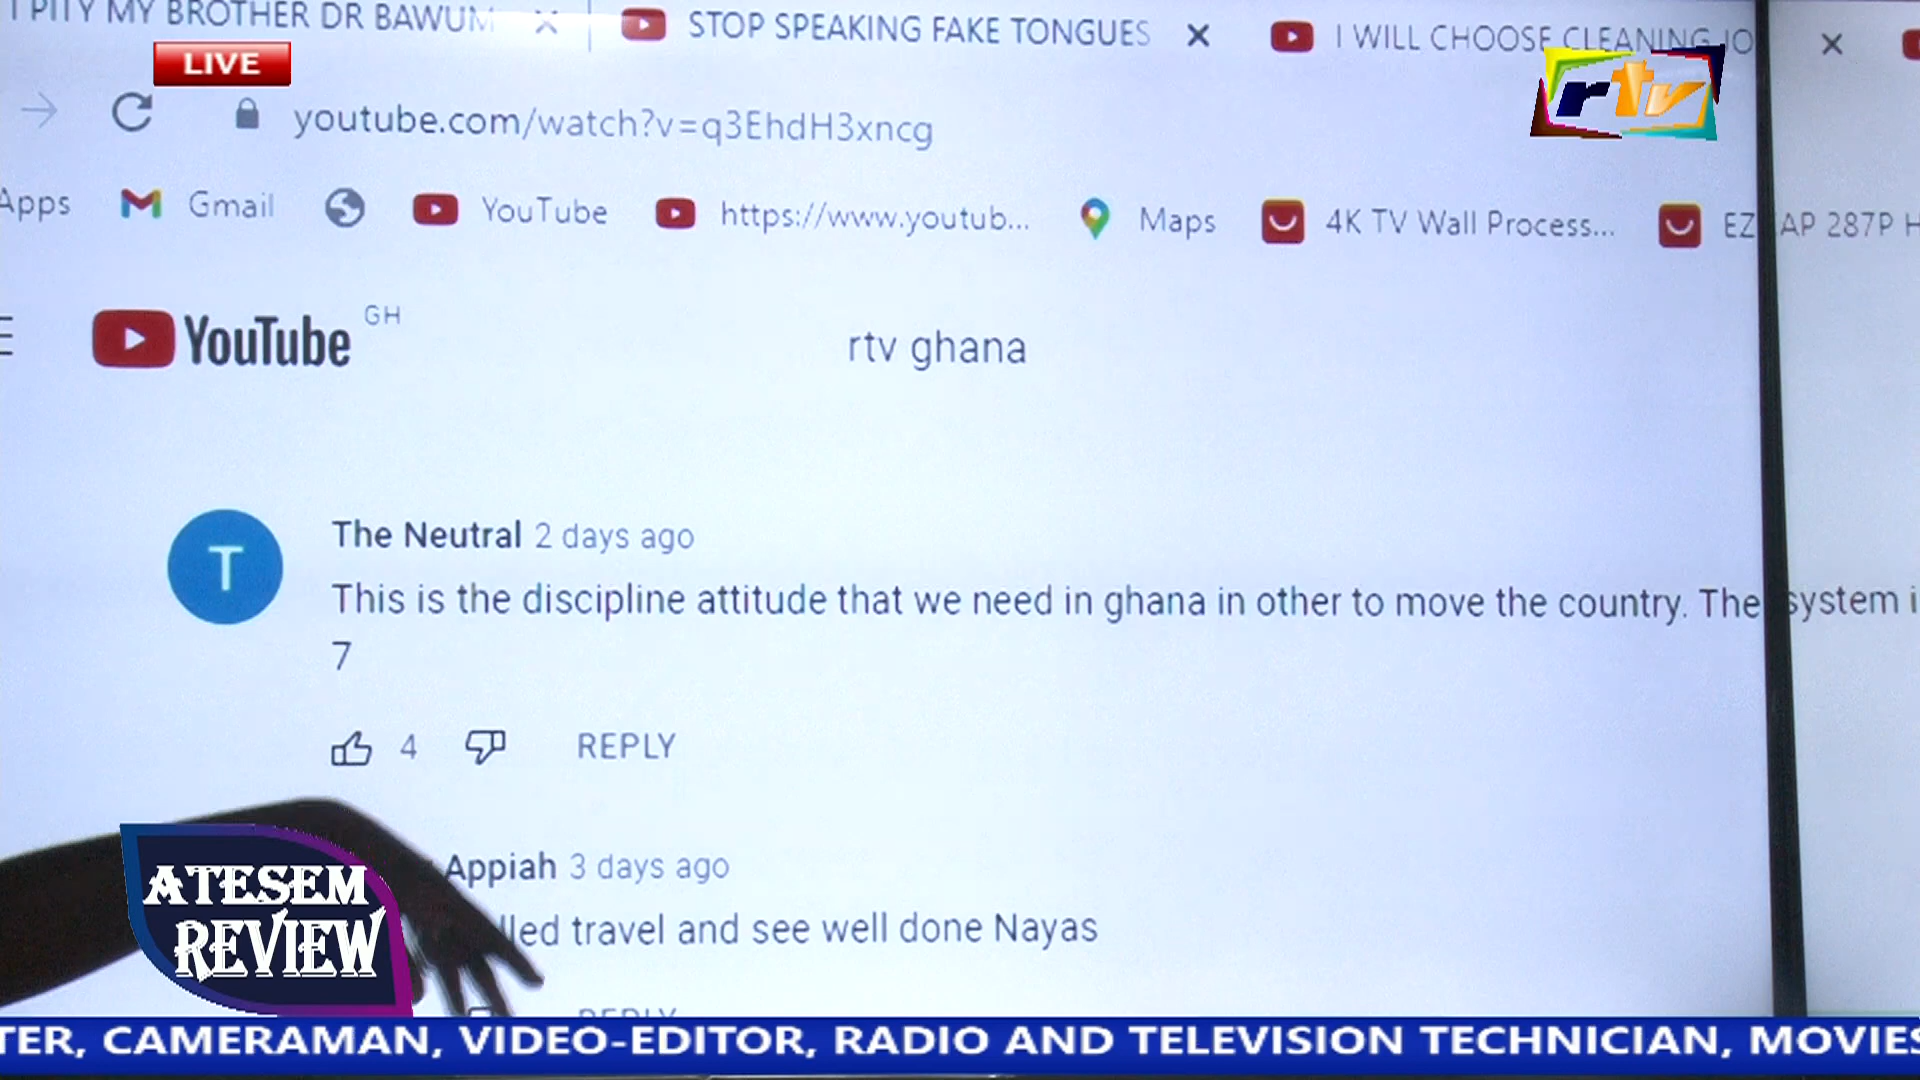 I PITY MY BROTHER DR BAWUM
STOP SPEAKING FAKE TONGUES
I WILL CHOOSE CLEANING JO
LIVE
rtv
youtube.com/watch?v=q3EhdH3xncg
Apps
Gmail
YouTube
https://www.youtub...
Maps
4K TV Wall Process...
AP 287P H
YouTube GH
rtv ghana
T
The Neutral 2 days ago
This is the discipline attitude that we need in ghana in other to move the country. The system i
7
4
REPLY
Appiah 3 days ago
lled travel and see well done Nayas
REPLY
ATESEM
REVIEW
TER, CAMERAMAN, VIDEO-EDITOR, RADIO AND TELEVISION TECHNICIAN, MOVIES